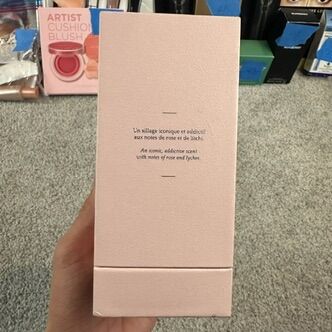 ARTIST
CUSHION
BLUSH
Un sillage iconique et addictif
aux notes de rose et de litchi.
An iconic, addictive scent
with notes of rose and lychee.